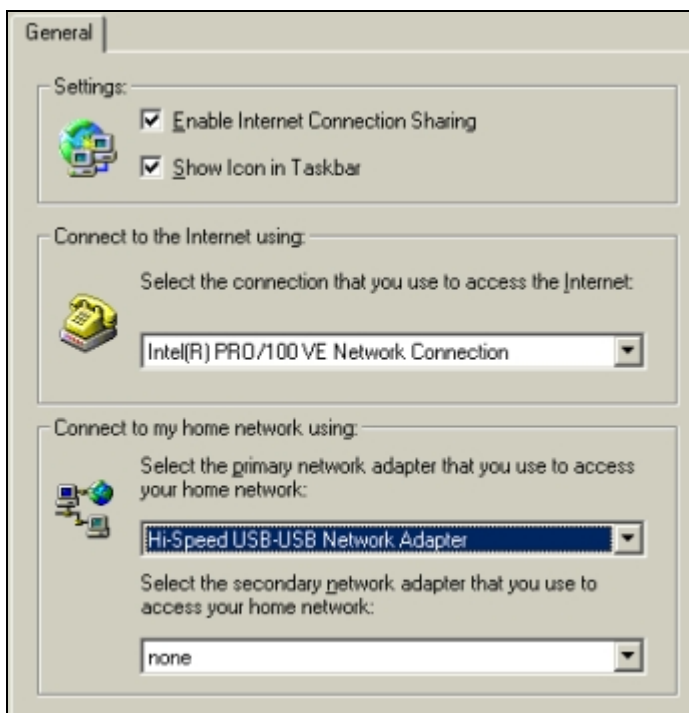 General
Settings:
Enable Internet Connection Sharing
Show Icon in Taskbar
Connect to the Internet using:
Select the connection that you use to access the Internet:
Intel(R) PRO/100 VE Network Connection
Connect to my home network using:
Select the primary network adapter that you use to access
your home network:
Hi-Speed USB-USB Network Adapter
Select the secondary network adapter that you use to
access your home network:
none